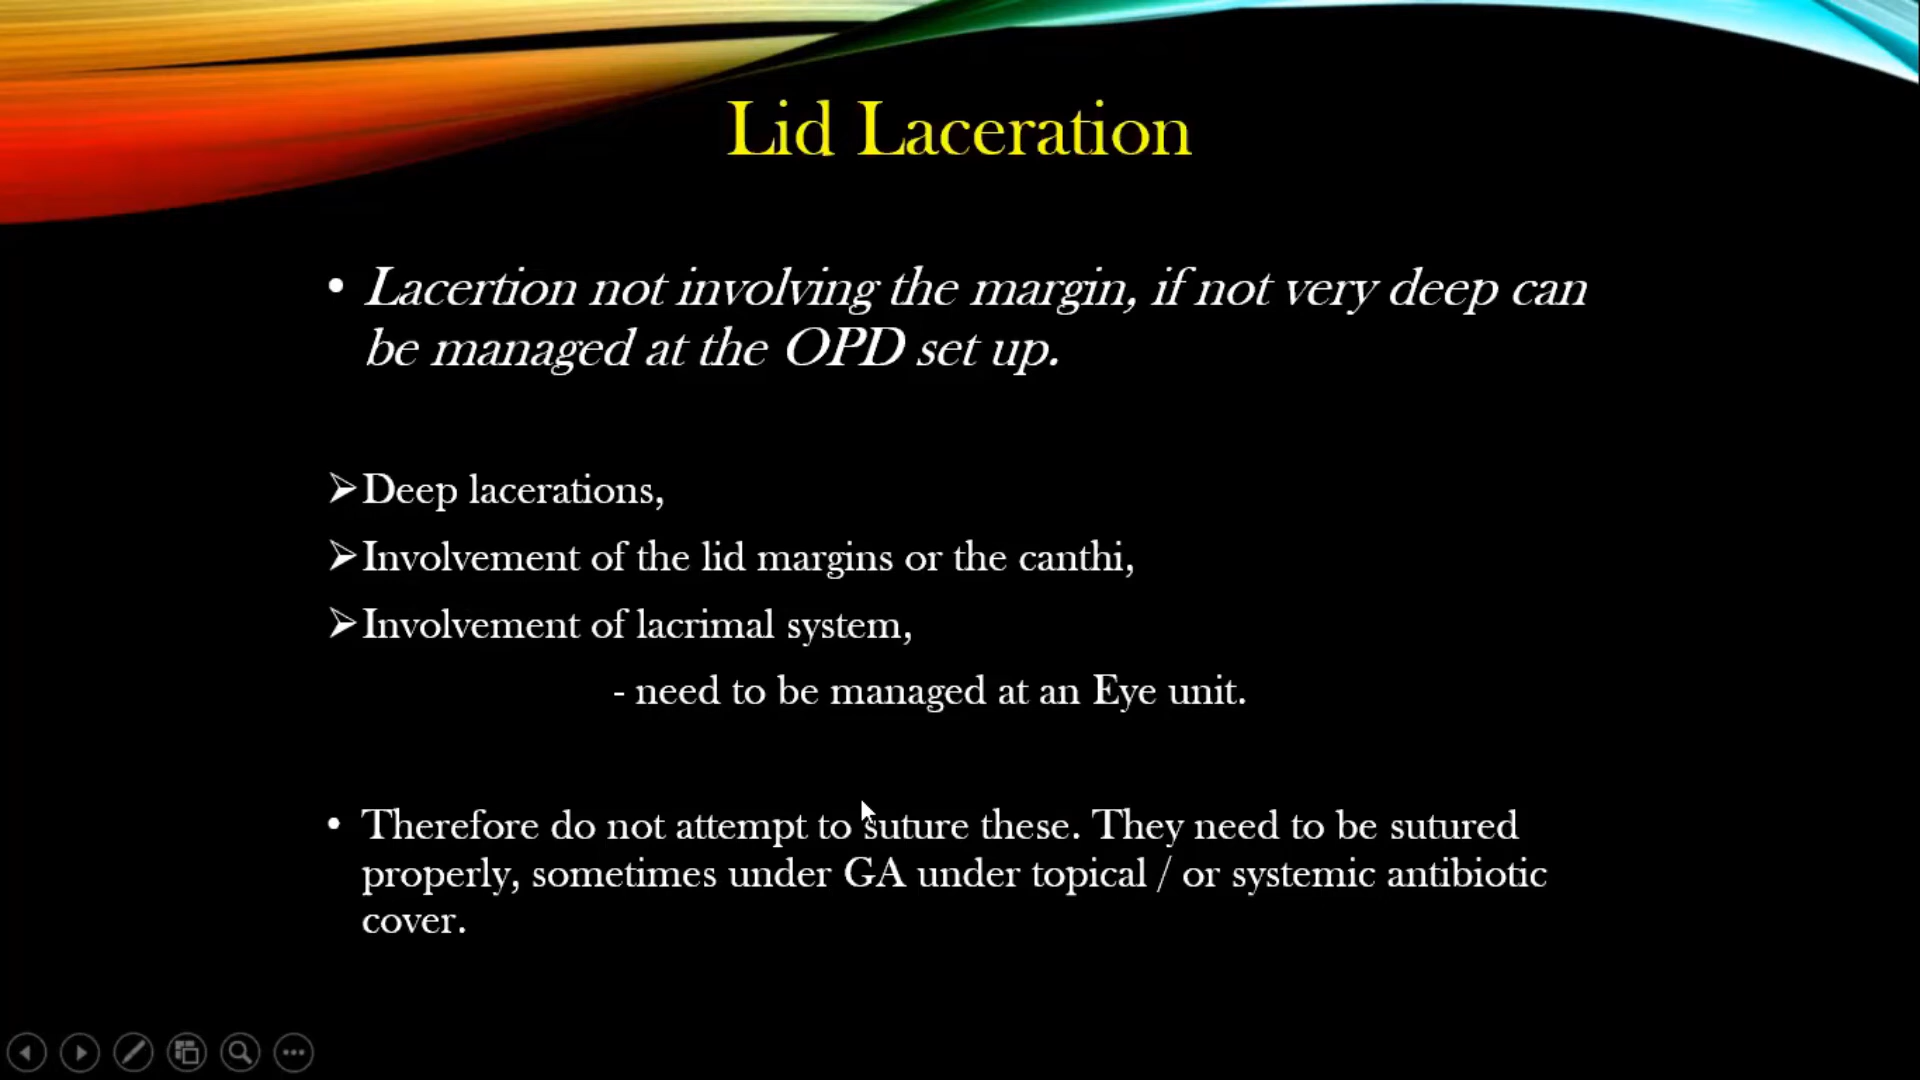 Lid Laceration
• Lacertion not involving the margin, if not very deep can
be managed at the OPD set up.
➢Deep lacerations,
➢Involvement of the lid margins or the canthi,
➢Involvement of lacrimal system,
- need to be managed at an Eye unit.
• Therefore do not attempt to suture these. They need to be sutured
properly, sometimes under GA under topical / or systemic antibiotic
cover.